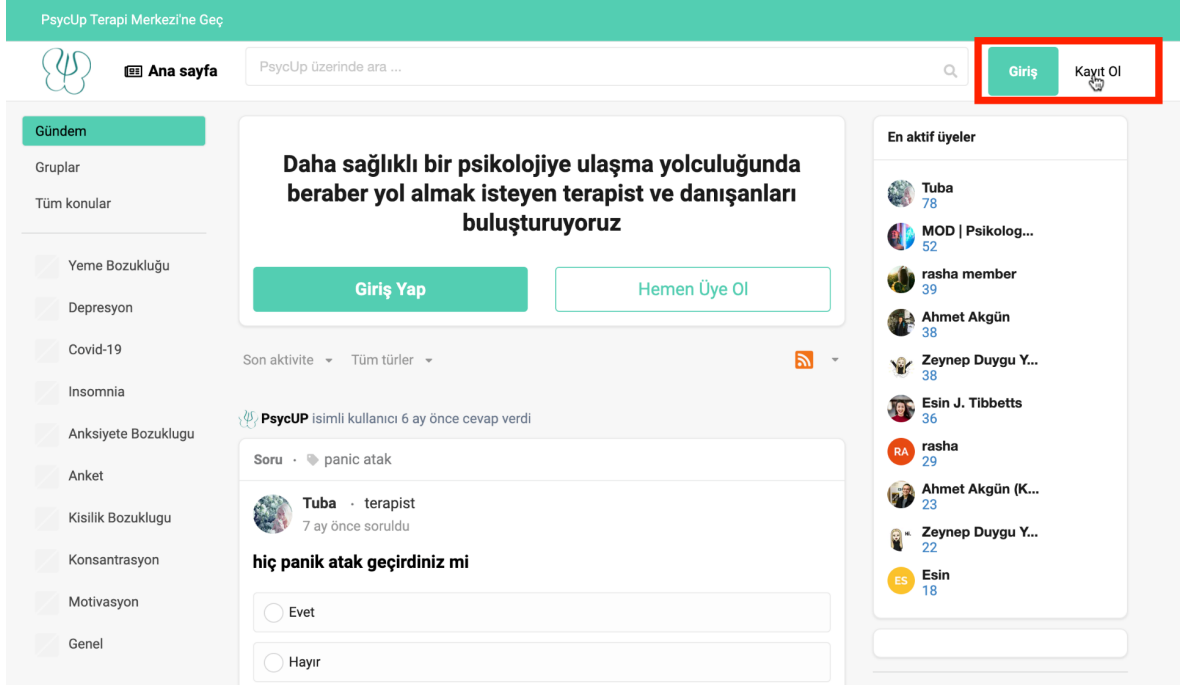 PsycUp Terapi Merkezi'ne Geç
Ana sayfa
PsycUp üzerinde ara ...
Giriş
Kayıt Ol
Gündem
Gruplar
Tüm konular
Yeme Bozukluğu
Depresyon
Covid-19
Insomnia
Anksiyete Bozuklugu
Anket
Kisilik Bozuklugu
Konsantrasyon
Motivasyon
Genel
Daha sağlıklı bir psikolojiye ulaşma yolculuğunda
beraber yol almak isteyen terapist ve danışanları
buluşturuyoruz
Giriş Yap
Hemen Üye Ol
Son aktivite
Tüm türler
PsycUP isimli kullanıcı 6 ay önce cevap verdi
Soru · panic atak
Tuba · terapist
7 ay önce soruldu
hiç panik atak geçirdiniz mi
Evet
Hayır
En aktif üyeler
Tuba
78
MOD | Psikolog...
52
rasha member
39
Ahmet Akgün
38
Zeynep Duygu Y...
38
Esin J. Tibbetts
36
RA
rasha
29
Ahmet Akgün (K...
23
Zeynep Duygu Y...
22
ES
Esin
18